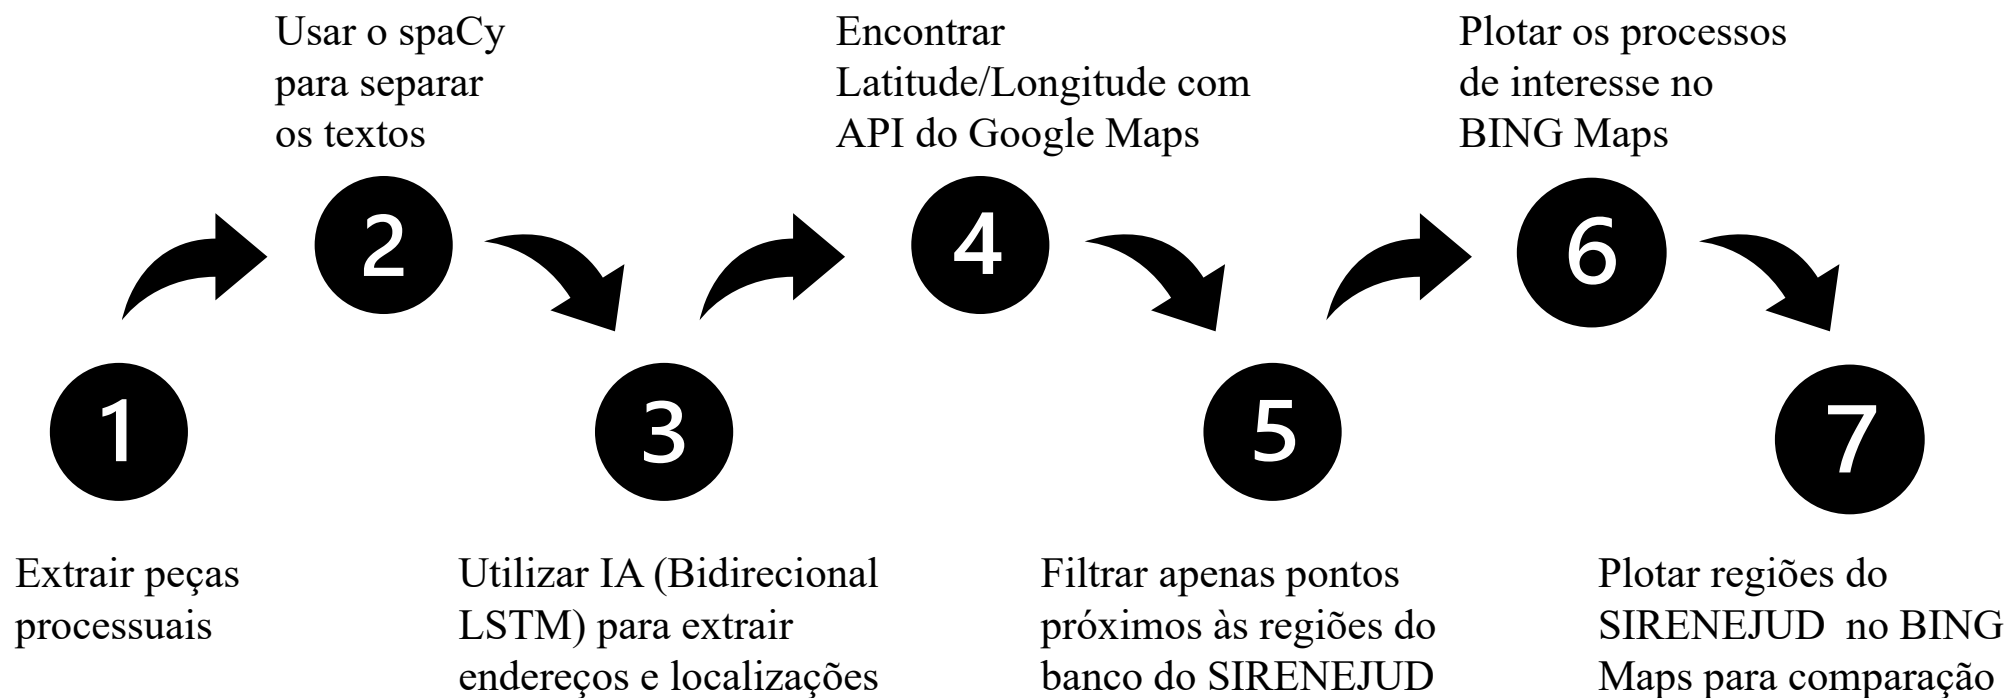 1
Extrair peças
processuais
Usar o spaCy
para separar
os textos
2
3
Utilizar IA (Bidirecional
LSTM) para extrair
endereços e localizações
Encontrar
Latitude/Longitude com
API do Google Maps
4
5
Filtrar apenas pontos
próximos às regiões do
banco do SIRENEJUD
Plotar os processos
de interesse no
BING Maps
6
7
Plotar regiões do
SIRENEJUD no BING
Maps para comparação